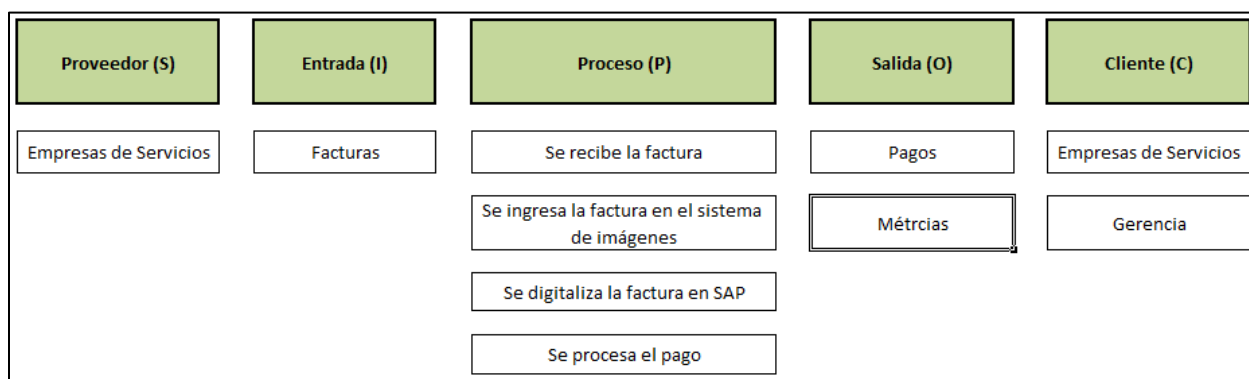 Proveedor (S)
Entrada (I)
Proceso (P)
Salida (O)
Cliente (C)
Empresas de Servicios
Facturas
Se recibe la factura
Pagos
Empresas de Servicios
Se ingresa la factura en el sistema
de imágenes
Métrcias
Gerencia
Se digitaliza la factura en SAP
Se procesa el pago